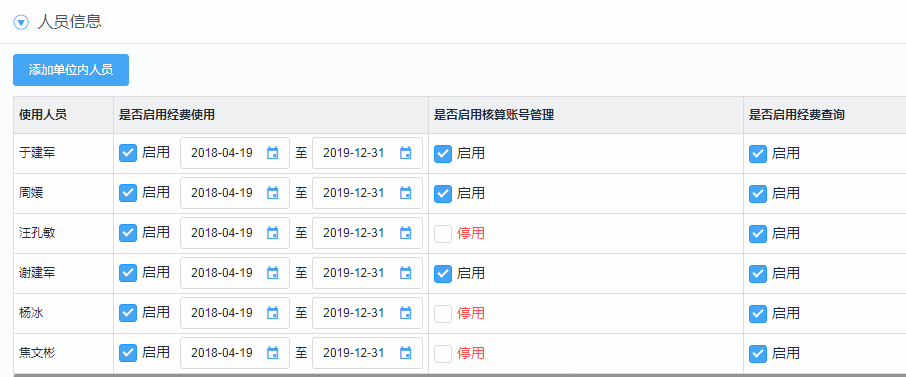 人员信息
添加单位内人员
使用人员 是否启用经费使用 是否启用核算账号管理 是否启用经费查询
于建军 启用 2018-04-19 至 2019-12-31 启用 启用
周媛 启用 2018-04-19 至 2019-12-31 启用 启用
汪孔敏 启用 2018-04-19 至 2019-12-31 停用 启用
谢建军 启用 2018-04-19 至 2019-12-31 启用 启用
杨冰 启用 2018-04-19 至 2019-12-31 停用 启用
焦文彬 启用 2018-04-19 至 2019-12-31 停用 启用